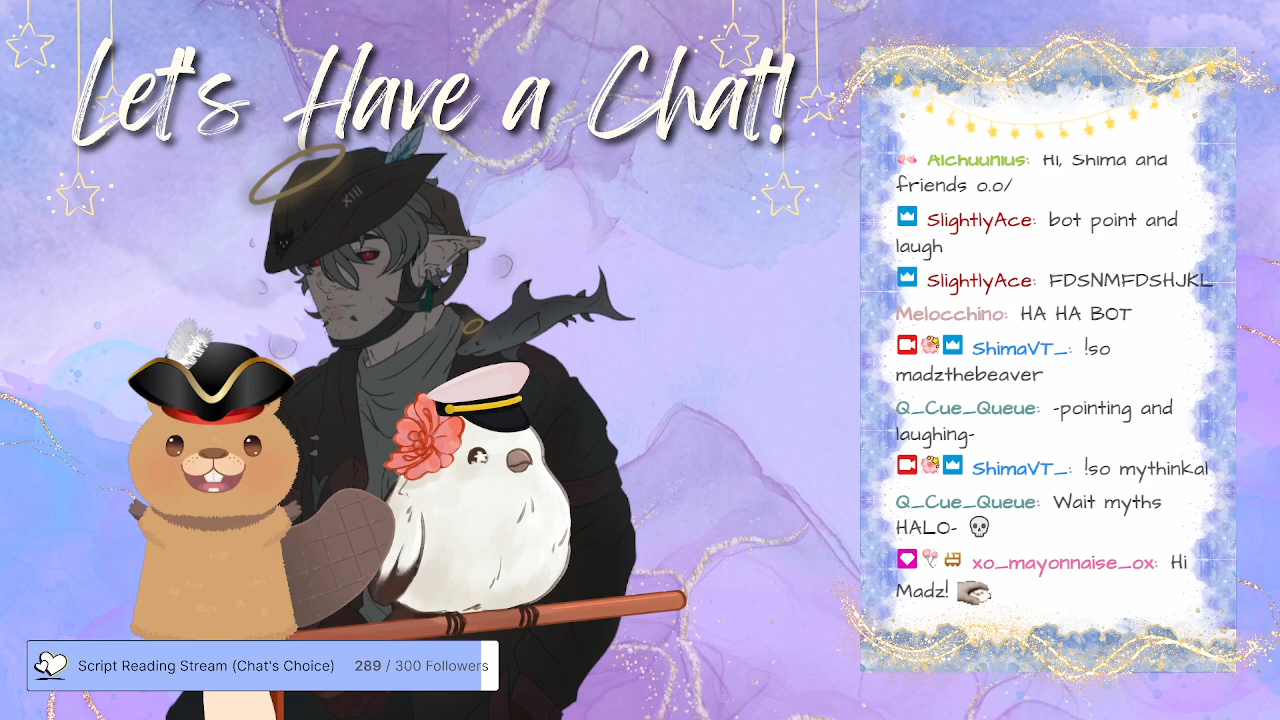 Let's Have a Chat!
XIII
Aichuunius: Hi, Shima and
friends o.o/
SlightlyAce: bot point and
laugh
SlightlyAce: FDSNMFDSHJKL
Melocchino: HA HA BOT
ShimaVT_: !so
madzthebeaver
Q_Cue_Queue: -pointing and
laughing-
ShimaVT_: !so mythinkal
Q_Cue_Queue: Wait myths
HALO- 💀
xo_mayonnaise_ox: Hi
Madz!
Script Reading Stream (Chat's Choice) 289 / 300 Followers